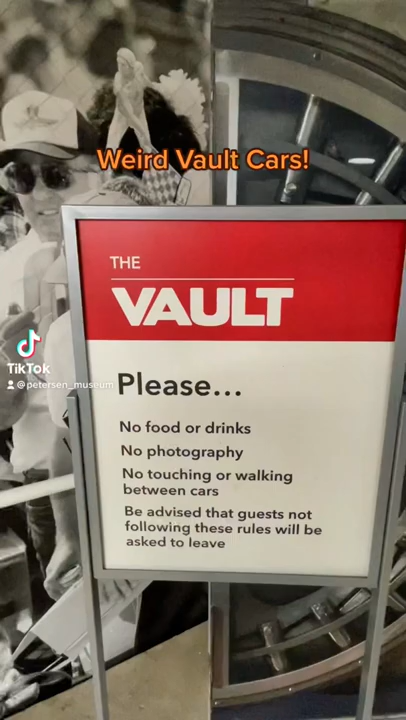 Weird Vault Cars!
THE
VAULT
TikTok
@petersen_museum
Please...
No food or drinks
No photography
No touching or walking
between cars
Be advised that guests not
following these rules will be
asked to leave